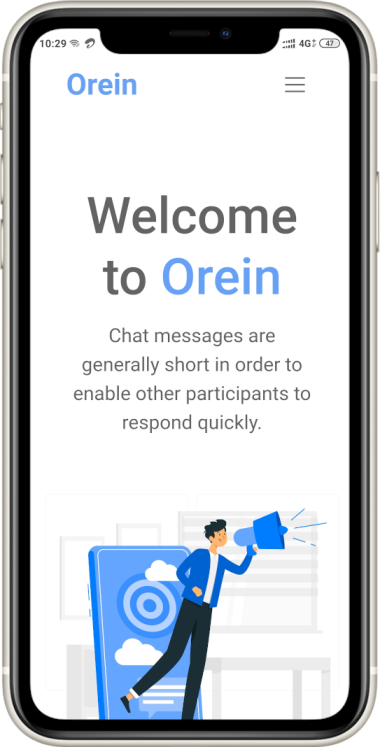 10:29 4G 47
Orein
Welcome
to Orein
Chat messages are
generally short in order to
enable other participants to
respond quickly.